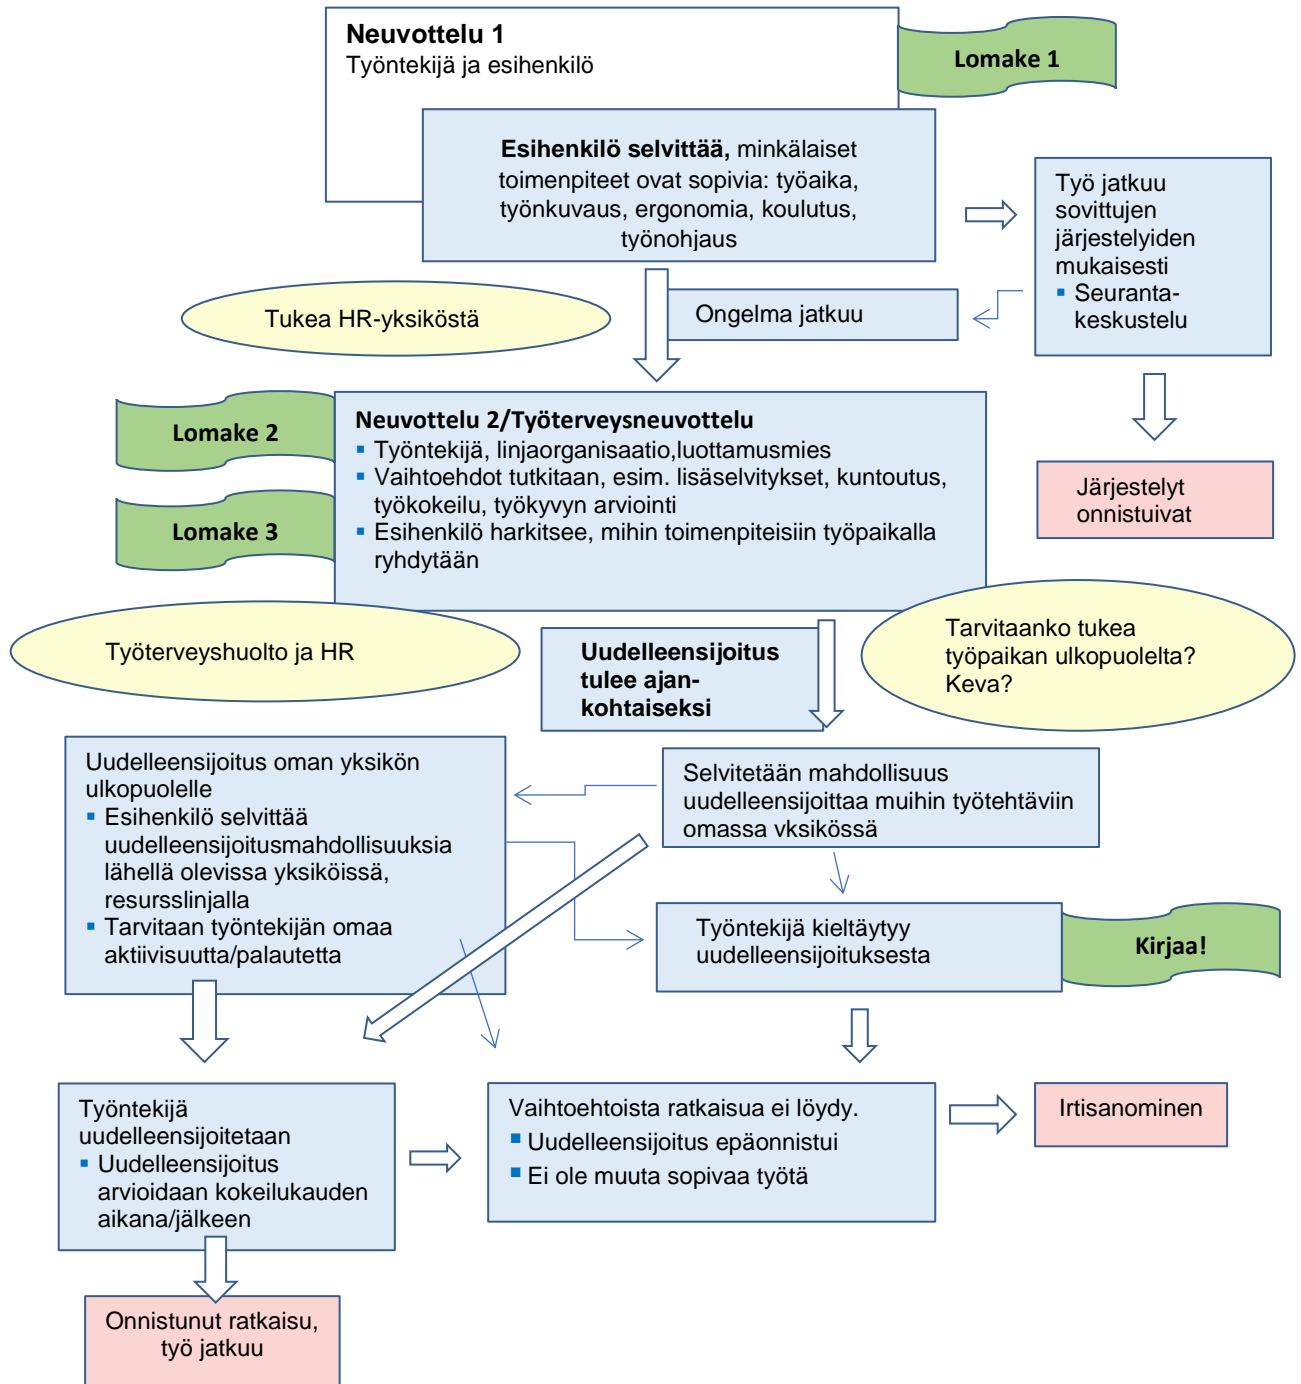 Neuvottelu 1
Työntekijä ja esihenkilö
Lomake 1
Esihenkilö selvittää, minkälaiset
toimenpiteet ovat sopivia: työaika,
työnkuvaus, ergonomia, koulutus,
työnohjaus
Työ jatkuu
sovittujen
järjestelyiden
mukaisesti
▪ Seuranta-
keskustelu
Tukea HR-yksiköstä
Ongelma jatkuu
Lomake 2
Lomake 3
Neuvottelu 2/Työterveysneuvottelu
▪ Työntekijä, linjaorganisaatio,luottamusmies
▪ Vaihtoehdot tutkitaan, esim. lisäselvitykset, kuntoutus,
työkokeilu, työkyvyn arviointi
▪ Esihenkilö harkitsee, mihin toimenpiteisiin työpaikalla
ryhdytään
Järjestelyt
onnistuivat
Työterveyshuolto ja HR
Uudelleensijoitus
tulee ajan-
kohtaiseksi
Tarvitaanko tukea
työpaikan ulkopuolelta?
Keva?
Uudelleensijoitus oman yksikön
ulkopuolelle
▪ Esihenkilö selvittää
uudelleensijoitusmahdollisuuksia
lähellä olevissa yksiköissä,
resursslinjalla
▪ Tarvitaan työntekijän omaa
aktiivisuutta/palautetta
Selvitetään mahdollisuus
uudelleensijoittaa muihin työtehtäviin
omassa yksikössä
Työntekijä kieltäytyy
uudelleensijoituksesta
Kirjaa!
Työntekijä
uudelleensijoitetaan
▪ Uudelleensijoitus
arvioidaan kokeilukauden
aikana/jälkeen
Vaihtoehtoista ratkaisua ei löydy.
▪ Uudelleensijoitus epäonnistui
▪ Ei ole muuta sopivaa työtä
Irtisanominen
Onnistunut ratkaisu,
työ jatkuu